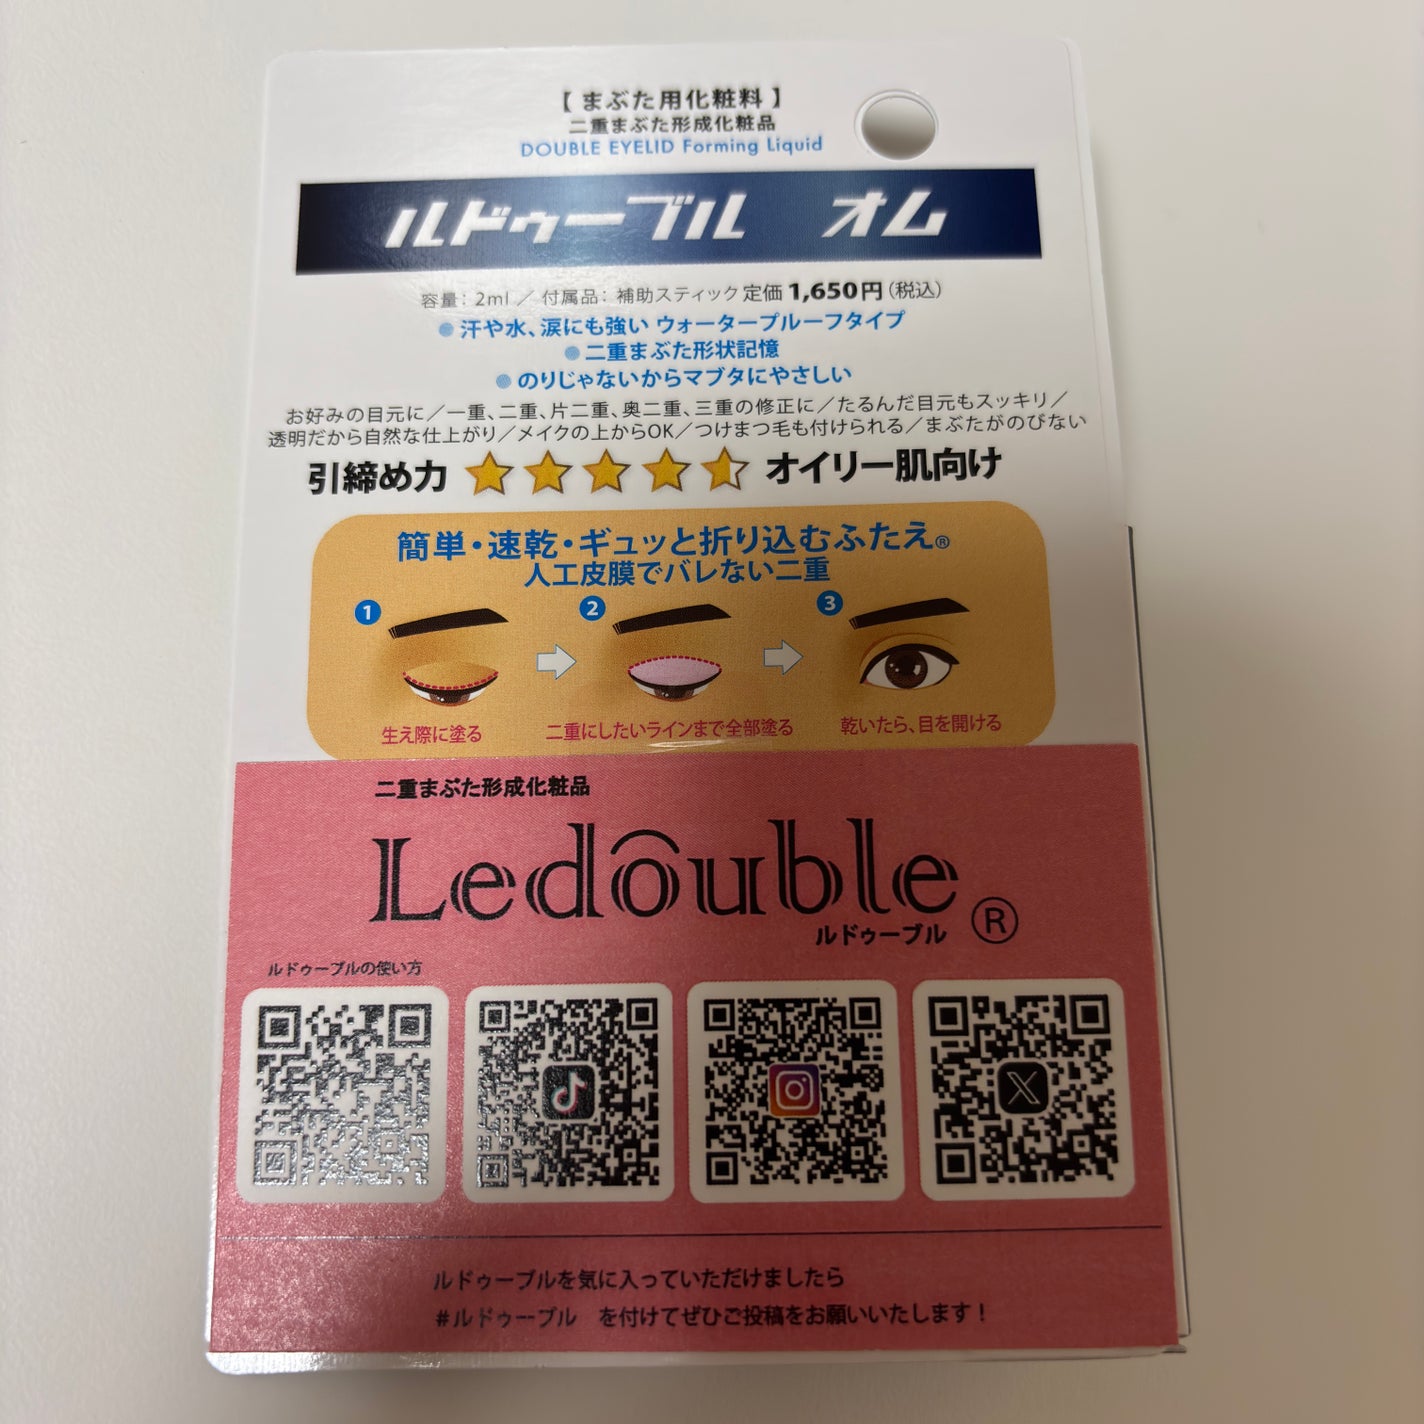 【 まぶた用化粧料 】
二重まぶた形成化粧品
DOUBLE EYELID Forming Liquid
ルドゥーブル オム
容量: 2ml ／ 付属品: 補助スティック 定価 1,650円(税込)
●汗や水、涙にも強い ウォータープルーフタイプ
●二重まぶた形状記憶
●のりじゃないからマブタにやさしい
お好みの目元に／一重、二重、片二重、奥二重、三重の修正に／たるんだ目元もスッキリ／
透明だから自然な仕上がり／メイクの上からOK／つけまつ毛も付けられる／まぶたがのびない
引締め力 オイリー肌向け
簡単・速乾・ギュッと折り込むふたえ®
人工皮膜でバレない二重
1 2 3
生え際に塗る 二重にしたいラインまで全部塗る 乾いたら、目を開ける
二重まぶた形成化粧品
Ledouble®
ルドゥーブル
ルドゥーブルの使い方
ルドゥーブルを気に入っていただけましたら
#ルドゥーブル を付けてぜひご投稿をお願いいたします！